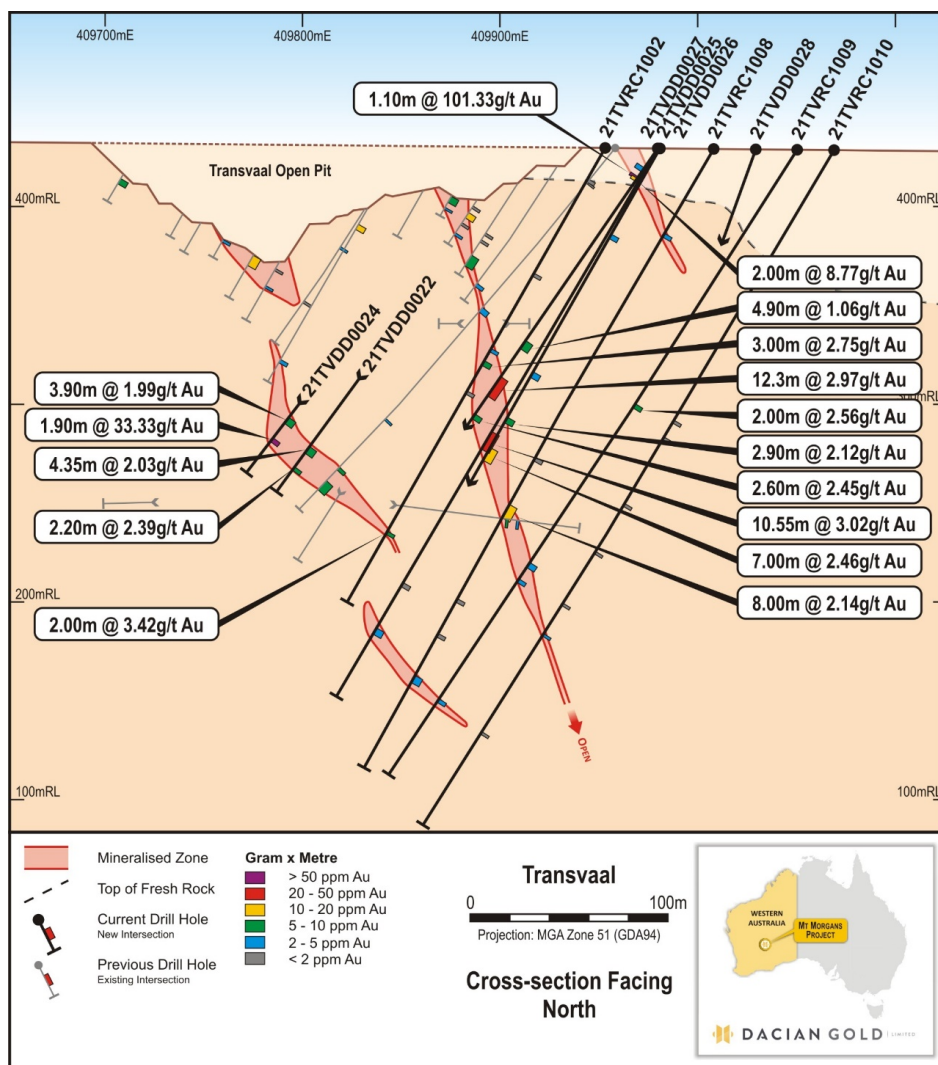 409700mE
409800mE
409900mE
21TVRC1002
21TVDD0027
21TVDD0025
21TVDD0026
21TVRC1008
21TVDD0028
21TVRC1009
21TVRC1010
1.10m @ 101.33g/t Au
Transvaal Open Pit
400mRL
400mRL
2.00m @ 8.77g/t Au
4.90m @ 1.06g/t Au
3.00m @ 2.75g/t Au
12.3m @ 2.97g/t Au
2.00m @ 2.56g/t Au
2.90m @ 2.12g/t Au
2.60m @ 2.45g/t Au
10.55m @ 3.02g/t Au
7.00m @ 2.46g/t Au
8.00m @ 2.14g/t Au
21TVDD0024
21TVDD0022
3.90m @ 1.99g/t Au
1.90m @ 33.33g/t Au
4.35m @ 2.03g/t Au
2.20m @ 2.39g/t Au
2.00m @ 3.42g/t Au
200mRL
200mRL
OPEN
100mRL
100mRL
Mineralised Zone
Top of Fresh Rock
Current Drill Hole
New Intersection
Previous Drill Hole
Existing Intersection
Gram x Metre
> 50 ppm Au
20 - 50 ppm Au
10 - 20 ppm Au
5 - 10 ppm Au
2 - 5 ppm Au
< 2 ppm Au
Transvaal
0
100m
Projection: MGA Zone 51 (GDA94)
Cross-section Facing
North
WESTERN
AUSTRALIA
MT MORGANS
PROJECT
DACIAN GOLD LIMITED